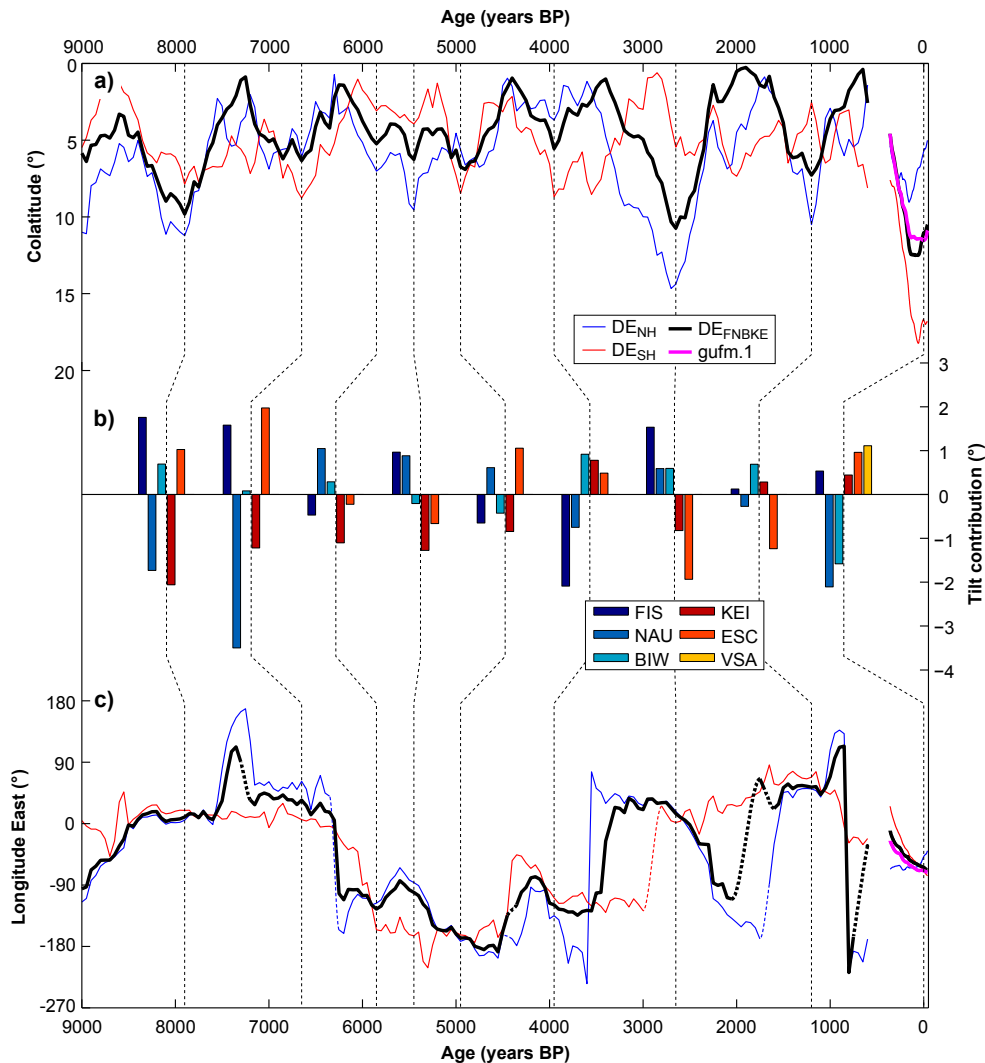 Age (years BP)
9000 8000 7000 6000 5000 4000 3000 2000 1000 0
a)
0
5
10
15
20
Colatitude (°)
DE_NH DE_FNBKE
DE_SH gufm.1
b)
3
2
1
0
−1
−2
−3
−4
Tilt contribution (°)
FIS KEI
NAU ESC
BIW VSA
c)
180
90
0
-90
-180
-270
Longitude East (°)
9000 8000 7000 6000 5000 4000 3000 2000 1000 0
Age (years BP)